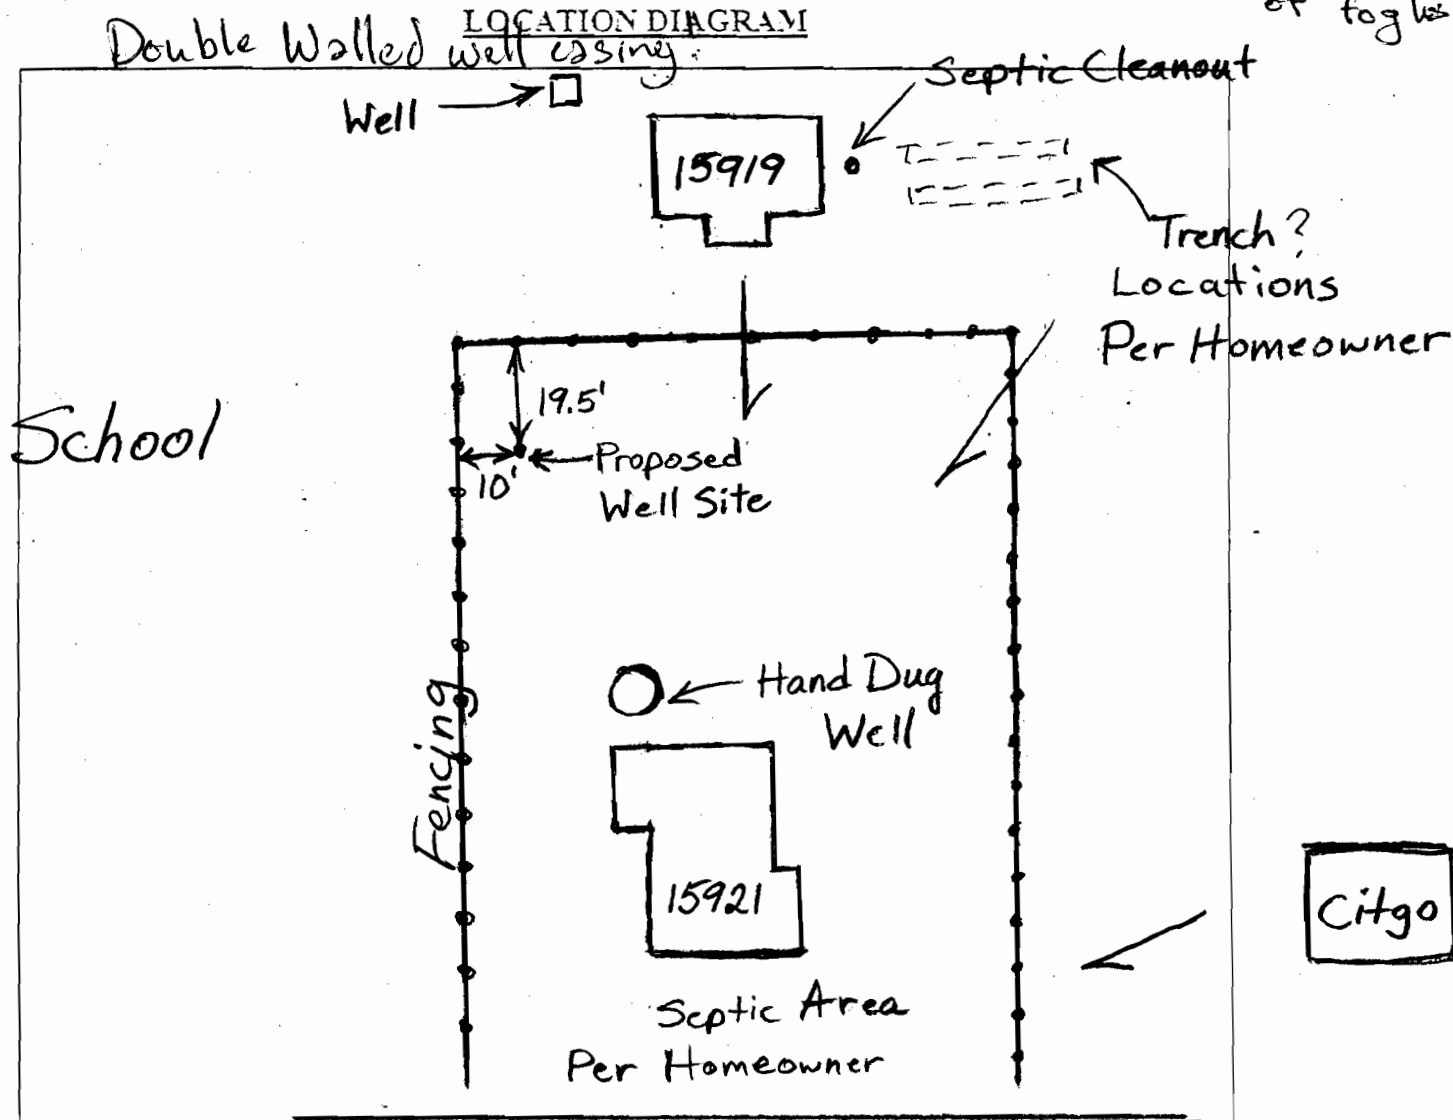 LOCATION DIAGRAM
Double Walled well casing.
of
Septic Cleanout
Well
15919
Trench?
Locations
Per Homeowner
19.5'
School
10'
Proposed
Well Site
Hand Dug
Well
Fencing
15921
Citgo
Septic Area
Per Homeowner